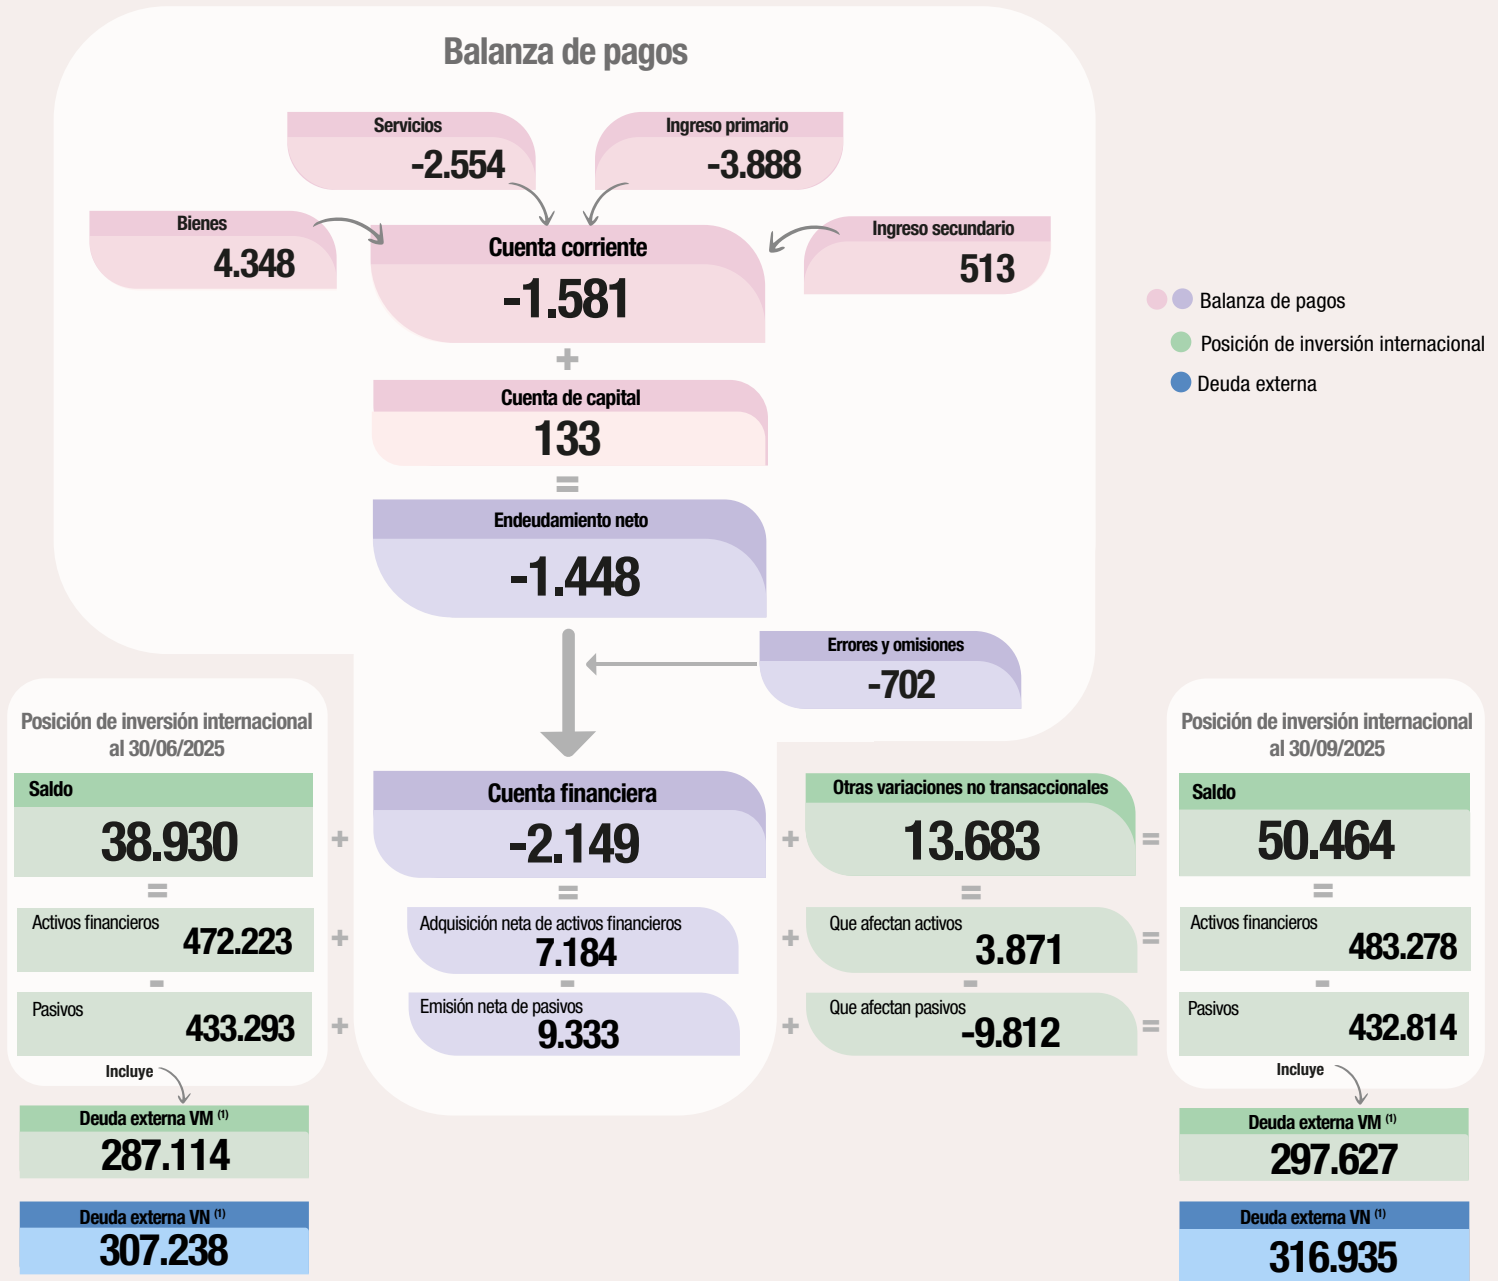 Balanza de pagos
Servicios
-2.554
Ingreso primario
-3.888
Bienes
4.348
Cuenta corriente
-1.581
Ingreso secundario
513
+
Cuenta de capital
133
=
Endeudamiento neto
-1.448
Errores y omisiones
-702
Balanza de pagos
Posición de inversión internacional
Deuda externa
Posición de inversión internacional
al 30/06/2025
Saldo
38.930
+
Cuenta financiera
-2.149
+
Otras variaciones no transaccionales
13.683
=
Posición de inversión internacional
al 30/09/2025
Saldo
50.464
=
=
=
=
Activos financieros
472.223
+
Adquisición neta de activos financieros
7.184
+
Que afectan activos
3.871
=
Activos financieros
483.278
-
-
-
-
Pasivos
433.293
+
Emisión neta de pasivos
9.333
+
Que afectan pasivos
-9.812
=
Pasivos
432.814
Incluye
Deuda externa VM (1)
287.114
Deuda externa VN (1)
307.238
Incluye
Deuda externa VM (1)
297.627
Deuda externa VN (1)
316.935